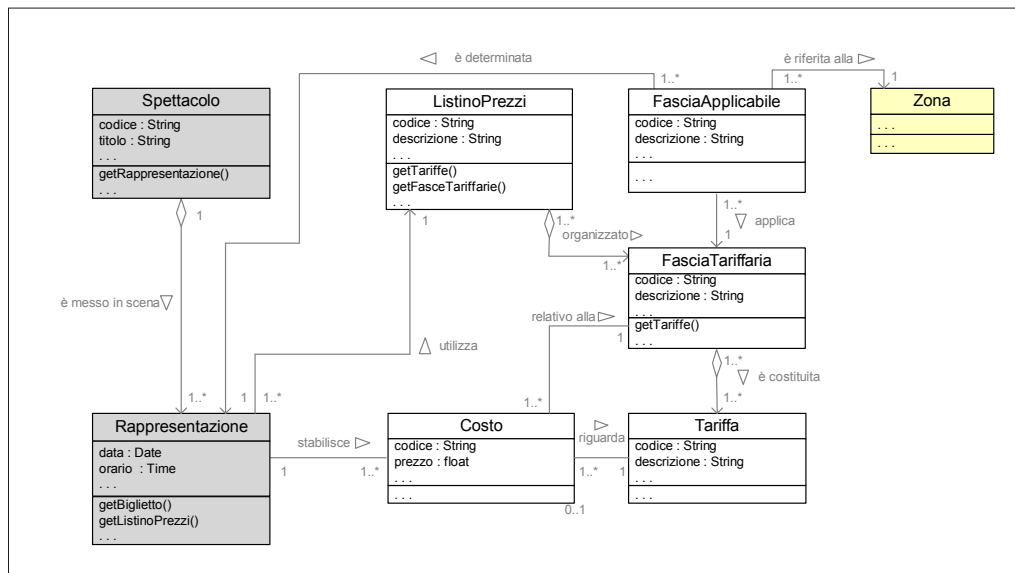 è determinata
è riferita alla
1..*
1..*
1
Spettacolo
codice : String
titolo : String
. . .
getRappresentazione()
. . .
1
ListinoPrezzi
codice : String
descrizione : String
. . .
getTariffe()
getFasceTariffarie()
. . .
1
1..*
FasciaApplicabile
codice : String
descrizione : String
. . .
. . .
Zona
. . .
. . .
1..*
applica
1
organizzato
1..*
FasciaTariffaria
codice : String
descrizione : String
. . .
getTariffe()
. . .
è messo in scena
relativo alla
1
utilizza
1..*
è costituita
1..*
1
1..*
1..*
1..*
Rappresentazione
data : Date
orario : Time
. . .
getBiglietto()
getListinoPrezzi()
. . .
stabilisce
1
1..*
Costo
codice : String
prezzo : float
. . .
. . .
riguarda
1..*
1
0..1
Tariffa
codice : String
descrizione : String
. . .
. . .